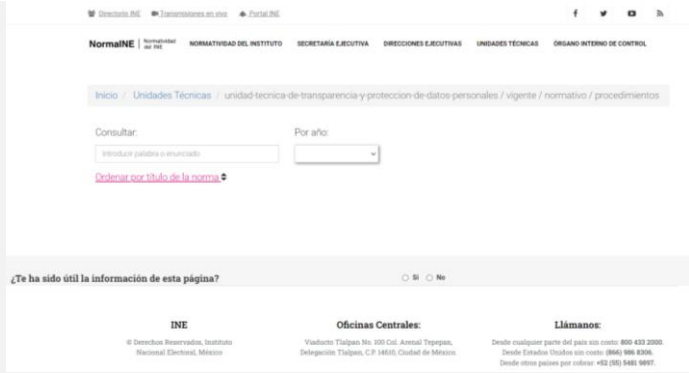 Directorio INE Transmisiones en vivo Portal INE
NormaINE | Normatividad del INE NORMATIVIDAD DEL INSTITUTO SECRETARÍA EJECUTIVA DIRECCIONES EJECUTIVAS UNIDADES TÉCNICAS ÓRGANO INTERNO DE CONTROL
Inicio / Unidades Técnicas / unidad-tecnica-de-transparencia-y-proteccion-de-datos-personales / vigente / normativo / procedimientos
Consultar: Por año:
Introducir palabra o enunciado
Ordenar por título de la norma
¿Te ha sido útil la información de esta página? Si No
INE Oficinas Centrales: Llámanos:
© Derechos Reservados, Instituto Viaducto Tlalpan No. 100 Col. Arenal Tepepan, Desde cualquier parte del país sin costo: 800 433 2000.
Nacional Electoral, México Delegación Tlalpan, C.P. 14610, Ciudad de México. Desde Estados Unidos sin costo: (866) 986 8306.
Desde otros países por cobrar: +52 (55) 5481 9897.